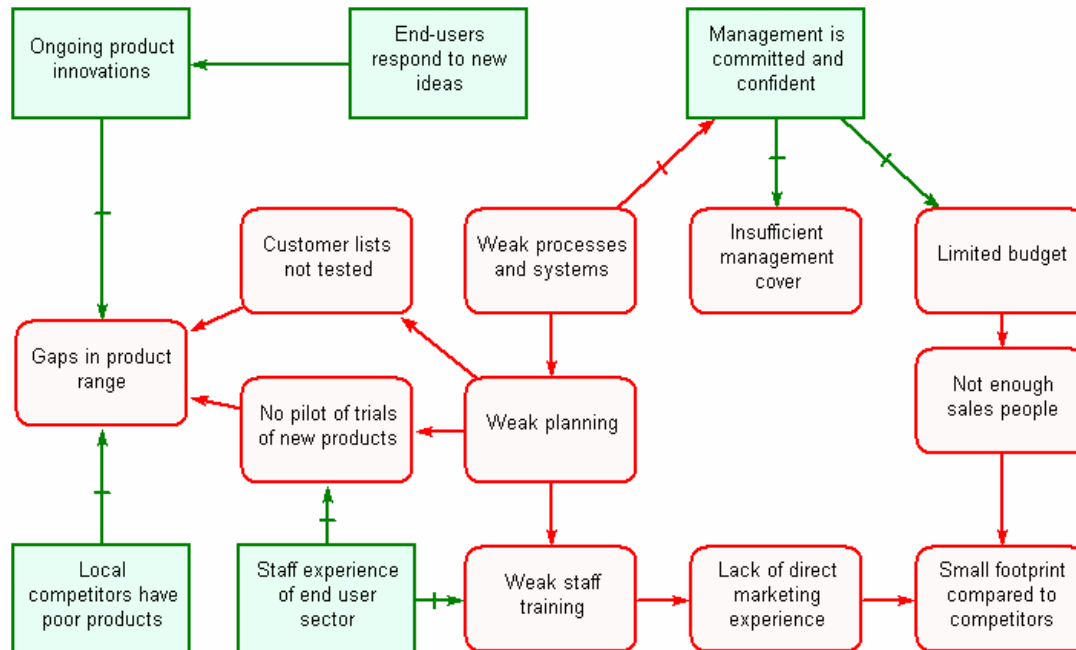 Ongoing product
innovations
End-users
respond to new
ideas
Management is
committed and
confident
Customer lists
not tested
Weak processes
and systems
Insufficient
management
cover
Limited budget
Gaps in product
range
No pilot of trials
of new products
Weak planning
Not enough
sales people
Local
competitors have
poor products
Staff experience
of end user
sector
Weak staff
training
Lack of direct
marketing
experience
Small footprint
compared to
competitors